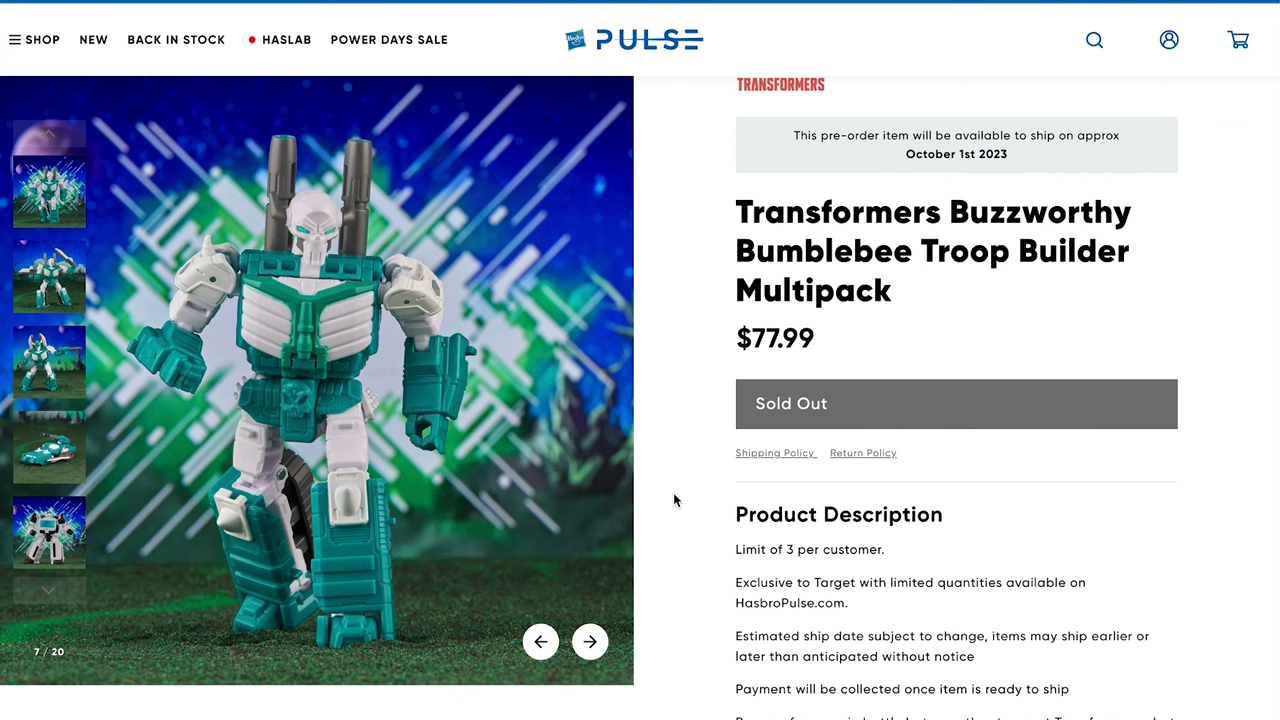 SHOP NEW BACK IN STOCK HASLAB POWER DAYS SALE Hasbro PULSE
TRANSFORMERS
This pre-order item will be available to ship on approx
October 1st 2023
Transformers Buzzworthy
Bumblebee Troop Builder
Multipack
$77.99
Sold Out
Shipping Policy Return Policy
Product Description
Limit of 3 per customer.
Exclusive to Target with limited quantities available on
HasbroPulse.com.
Estimated ship date subject to change, items may ship earlier or
later than anticipated without notice
Payment will be collected once item is ready to ship
7 / 20